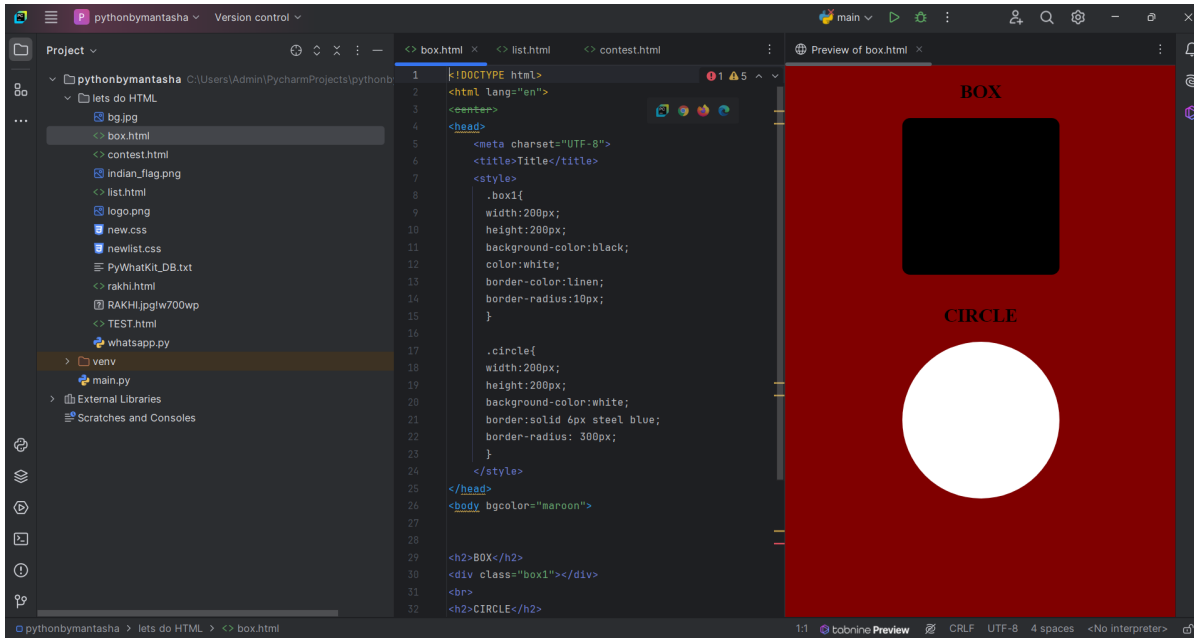 P pythonbymantasha Version control main
Project
pythonbymantasha C:\Users\Admin\PycharmProjects\pythonb
lets do HTML
bg.jpg
box.html
contest.html
indian_flag.png
list.html
logo.png
new.css
newlist.css
PyWhatKit_DB.txt
rakhi.html
RAKHI.jpg!w700wp
TEST.html
whatsapp.py
venv
main.py
External Libraries
Scratches and Consoles
box.html list.html contest.html
1 5
1 <!DOCTYPE html>
2 <html lang="en">
3 <center>
4 <head>
5 <meta charset="UTF-8">
6 <title>Title</title>
7 <style>
8 .box1{
9 width:200px;
10 height:200px;
11 background-color:black;
12 color:white;
13 border-color:linen;
14 border-radius:10px;
15 }
16
17 .circle{
18 width:200px;
19 height:200px;
20 background-color:white;
21 border:solid 6px steel blue;
22 border-radius: 300px;
23 }
24 </style>
25 </head>
26 <body bgcolor="maroon">
27
28
29 <h2>BOX</h2>
30 <div class="box1"></div>
31 <br>
32 <h2>CIRCLE</h2>
Preview of box.html
BOX
CIRCLE
pythonbymantasha > lets do HTML > <> box.html
1:1 tabnine Preview CRLF UTF-8 4 spaces <No interpreter>